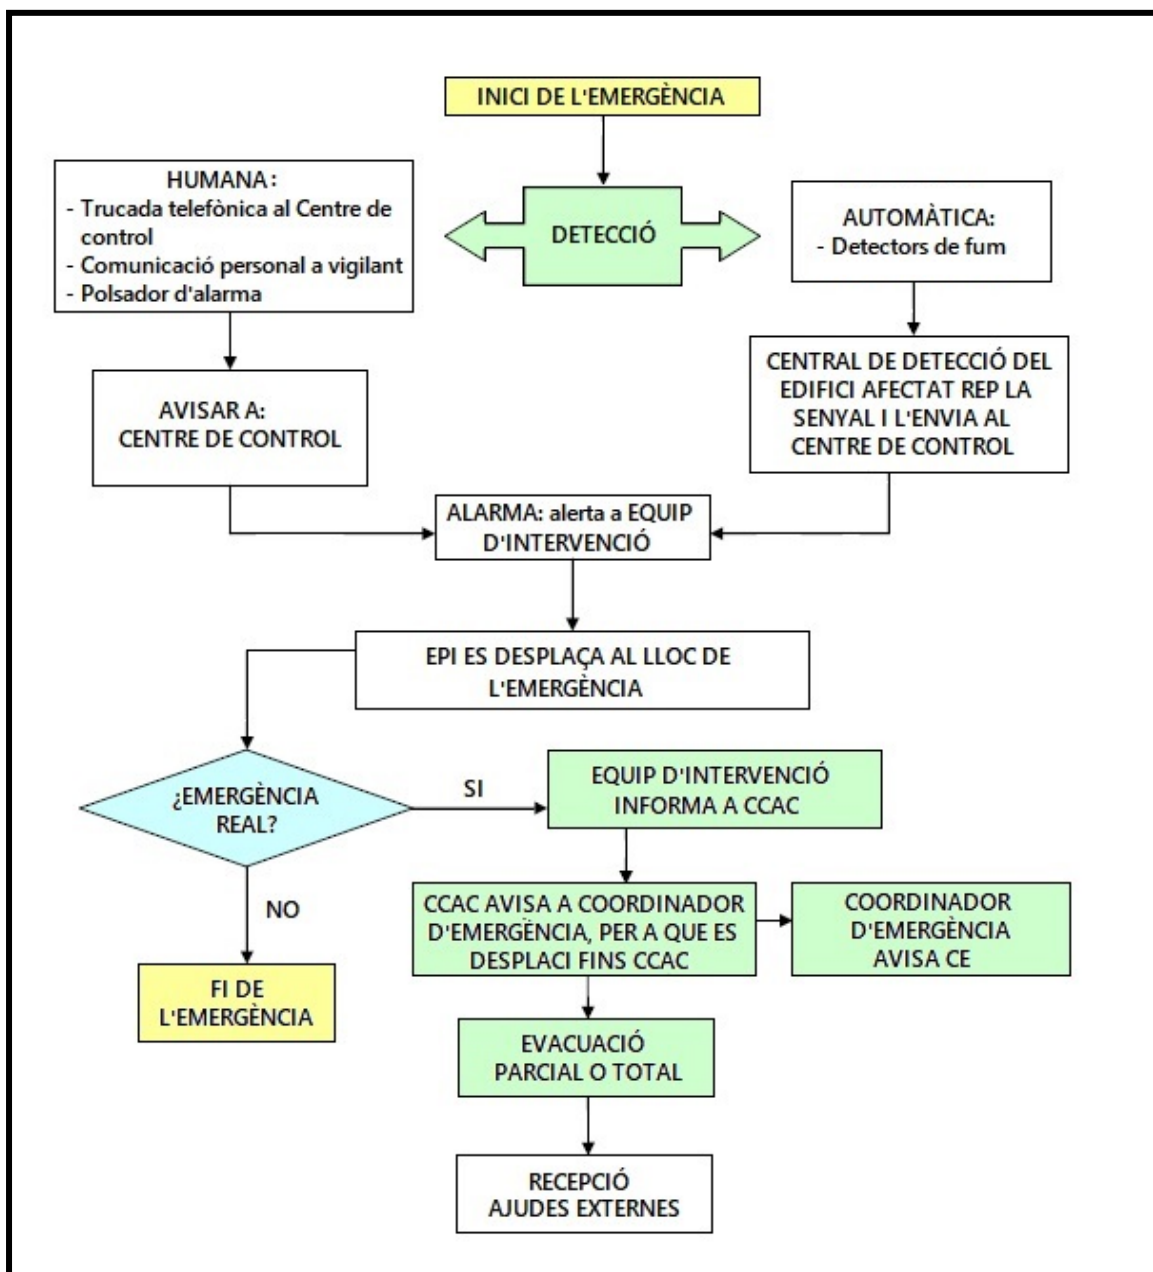 INICI DE L'EMERGÈNCIA
HUMANA:
- Trucada telefònica al Centre de
control
- Comunicació personal a vigilant
- Polsador d'alarma
DETECCIÓ
AUTOMÀTICA:
- Detectors de fum
AVISAR A:
CENTRE DE CONTROL
CENTRAL DE DETECCIÓ DEL
EDIFICI AFECTAT REP LA
SENYAL I L'ENVIA AL
CENTRE DE CONTROL
ALARMA: alerta a EQUIP
D'INTERVENCIÓ
EPI ES DESPLAÇA AL LLOC DE
L'EMERGÈNCIA
¿EMERGÈNCIA
REAL?
SI
EQUIP D'INTERVENCIÓ
INFORMA A CCAC
NO
CCAC AVISA A COORDINADOR
D'EMERGÈNCIA, PER A QUE ES
DESPLACI FINS CCAC
COORDINADOR
D'EMERGÈNCIA
AVISA CE
FI DE
L'EMERGÈNCIA
EVACUACIÓ
PARCIAL O TOTAL
RECEPCIÓ
AJUDES EXTERNES